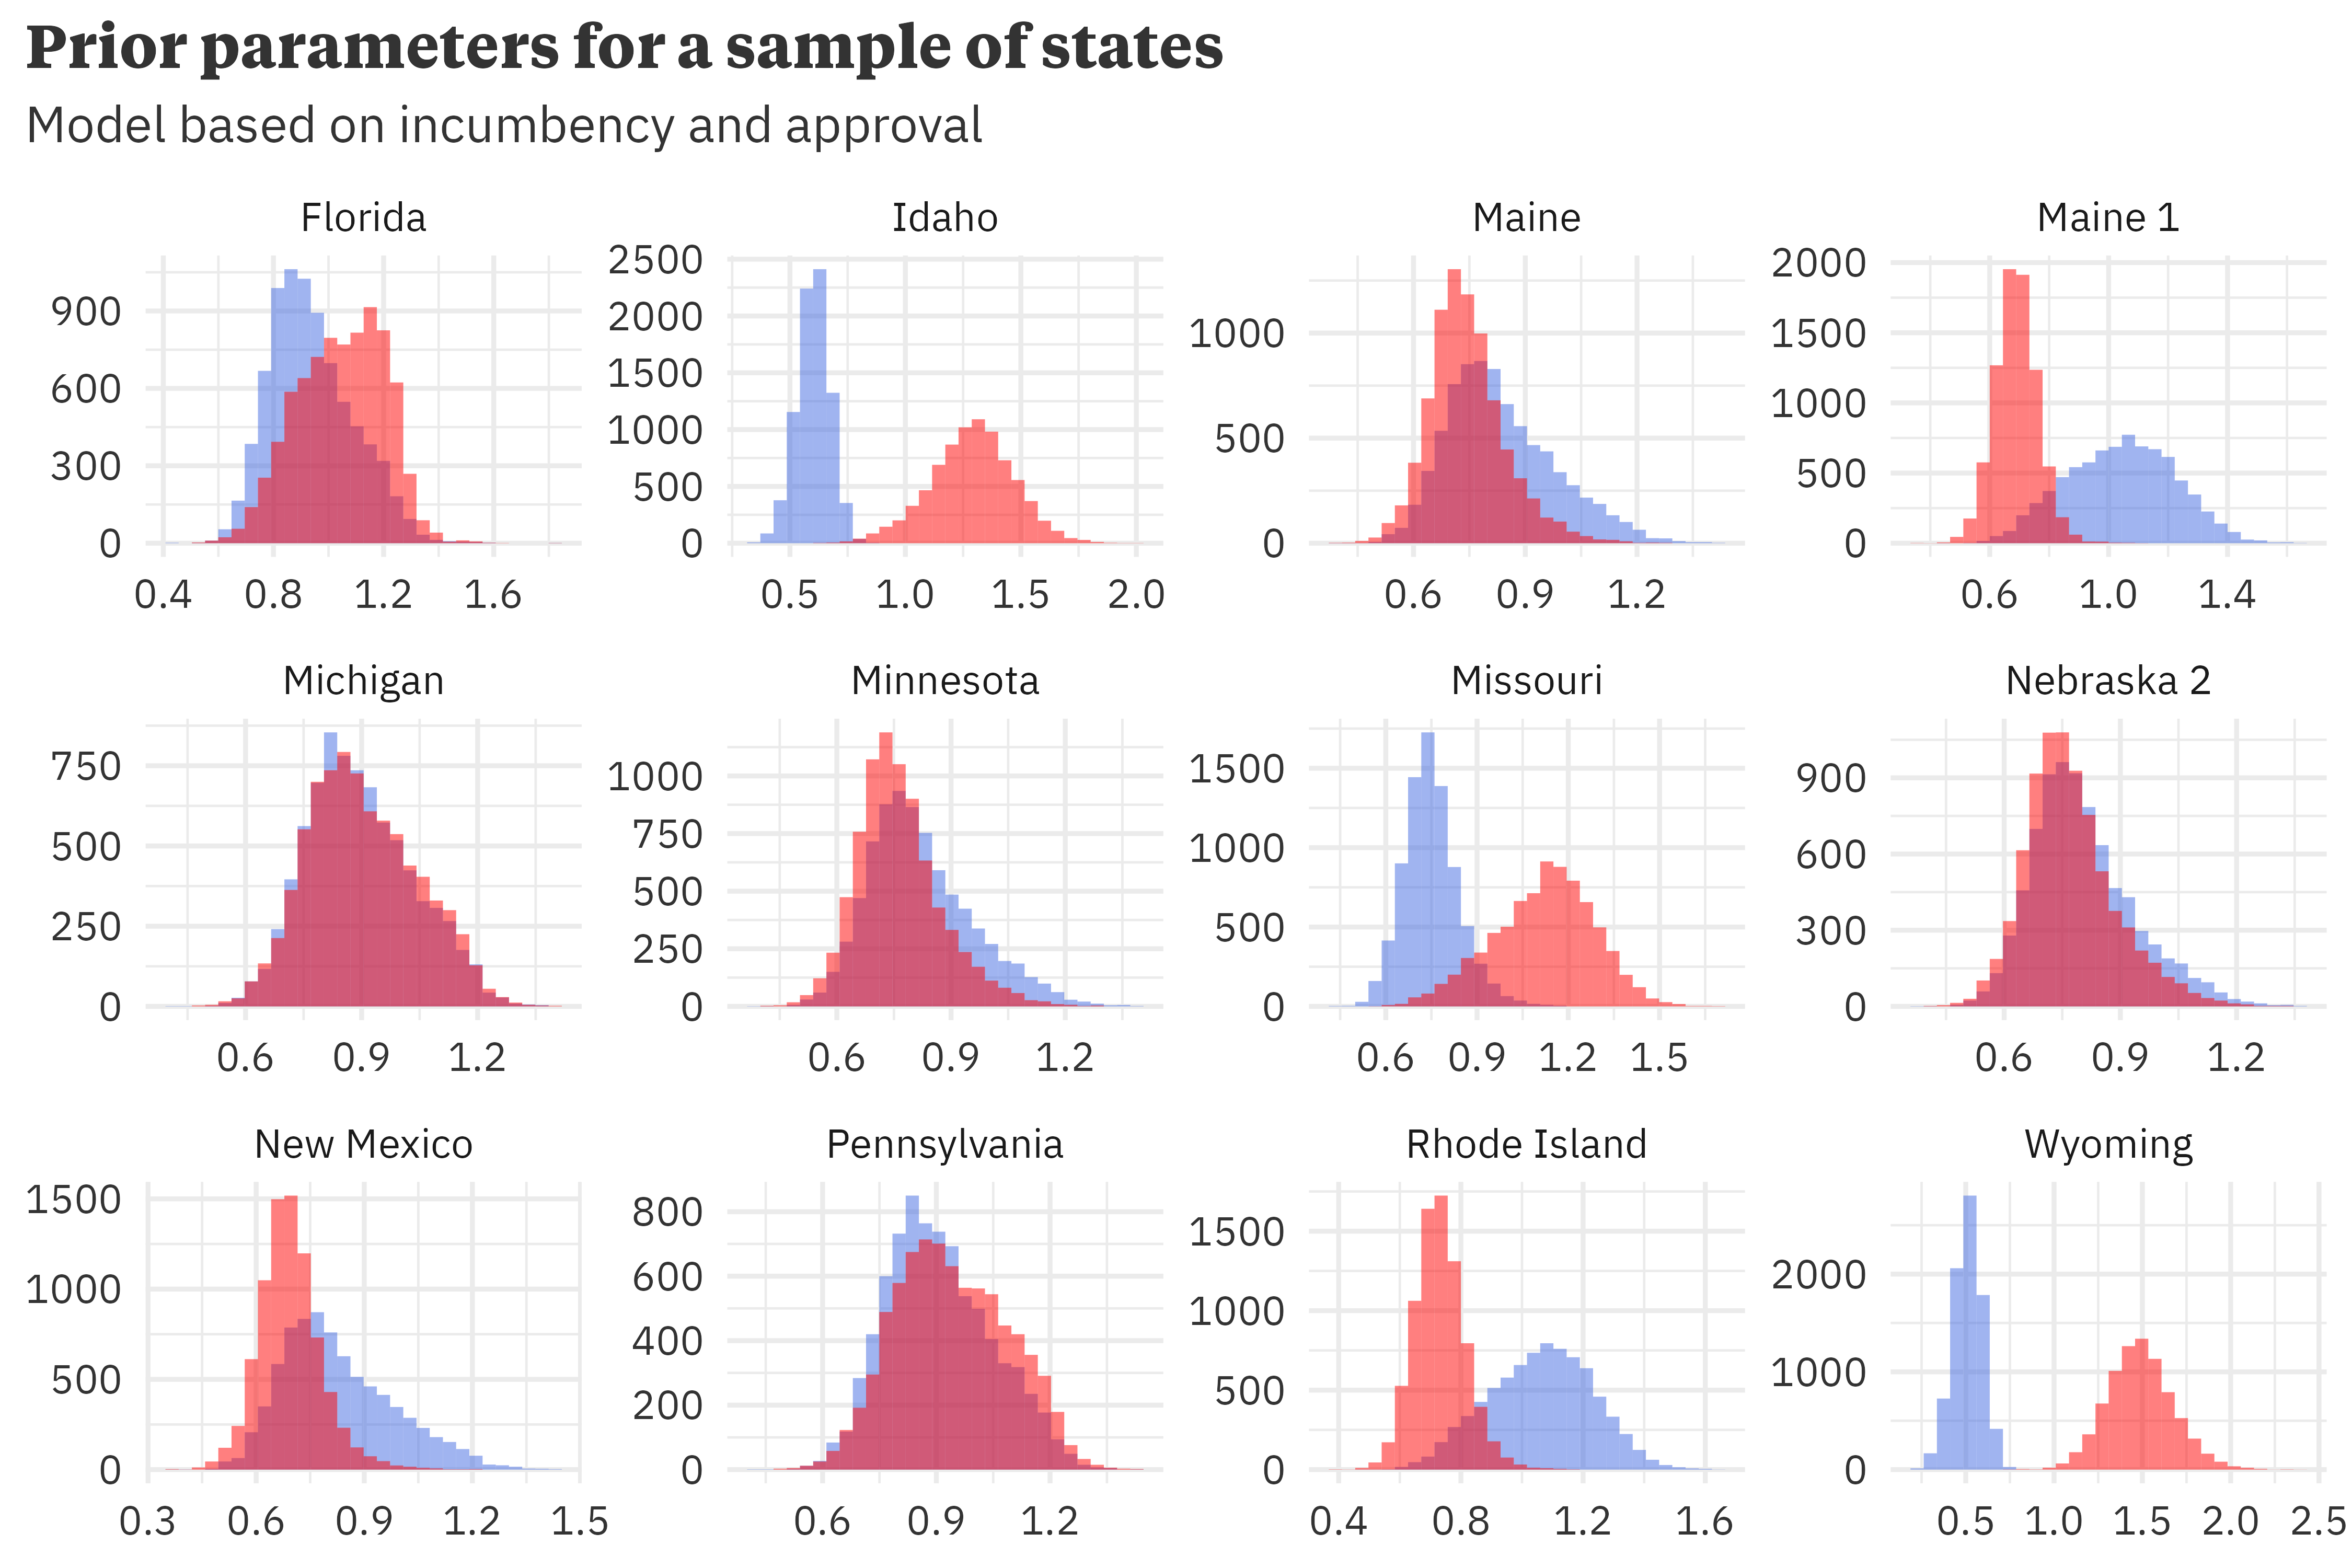 Prior parameters for a sample of states
Model based on incumbency and approval
Florida
Idaho
Maine
Maine 1
900
600
300
0
0.4 0.8 1.2 1.6
2500
2000
1500
1000
500
0
0.5 1.0 1.5 2.0
1000
500
0
0.6 0.9 1.2
2000
1500
1000
500
0
0.6 1.0 1.4
Michigan
Minnesota
Missouri
Nebraska 2
750
500
250
0
0.6 0.9 1.2
1000
750
500
250
0
0.6 0.9 1.2
1500
1000
500
0
0.6 0.9 1.2 1.5
900
600
300
0
0.6 0.9 1.2
New Mexico
Pennsylvania
Rhode Island
Wyoming
1500
1000
500
0
0.3 0.6 0.9 1.2 1.5
800
600
400
200
0
0.6 0.9 1.2
1500
1000
500
0
0.4 0.8 1.2 1.6
2000
1000
0
0.5 1.0 1.5 2.0 2.5